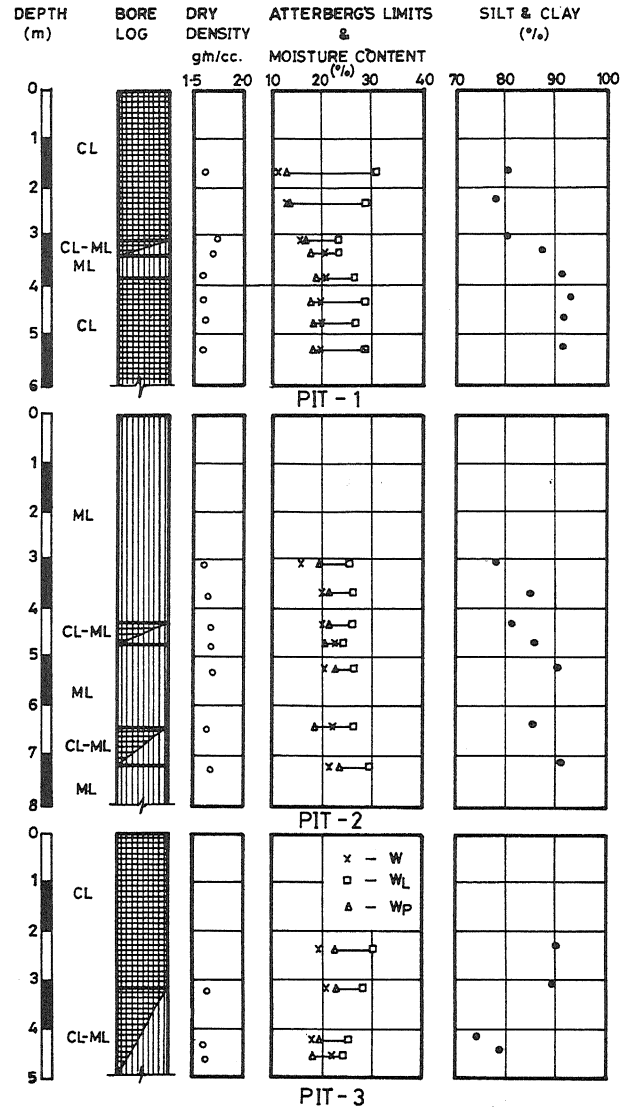 DEPTH BORE DRY ATTERBERG'S LIMITS SILT & CLAY
(m) LOG DENSITY & (%)
gm/cc. MOISTURE CONTENT
(%)
1·5 2·0 10 20 30 40 70 80 90 100
0
1
CL
2
3
CL-ML
ML
4
CL
5
6
PIT - 1
0
1
2
ML
3
4
CL-ML
5
ML
6
CL-ML
7
ML
8
PIT - 2
0
x - W
1
CL
□ - WL
△ - WP
2
3
4
CL-ML
5
PIT - 3